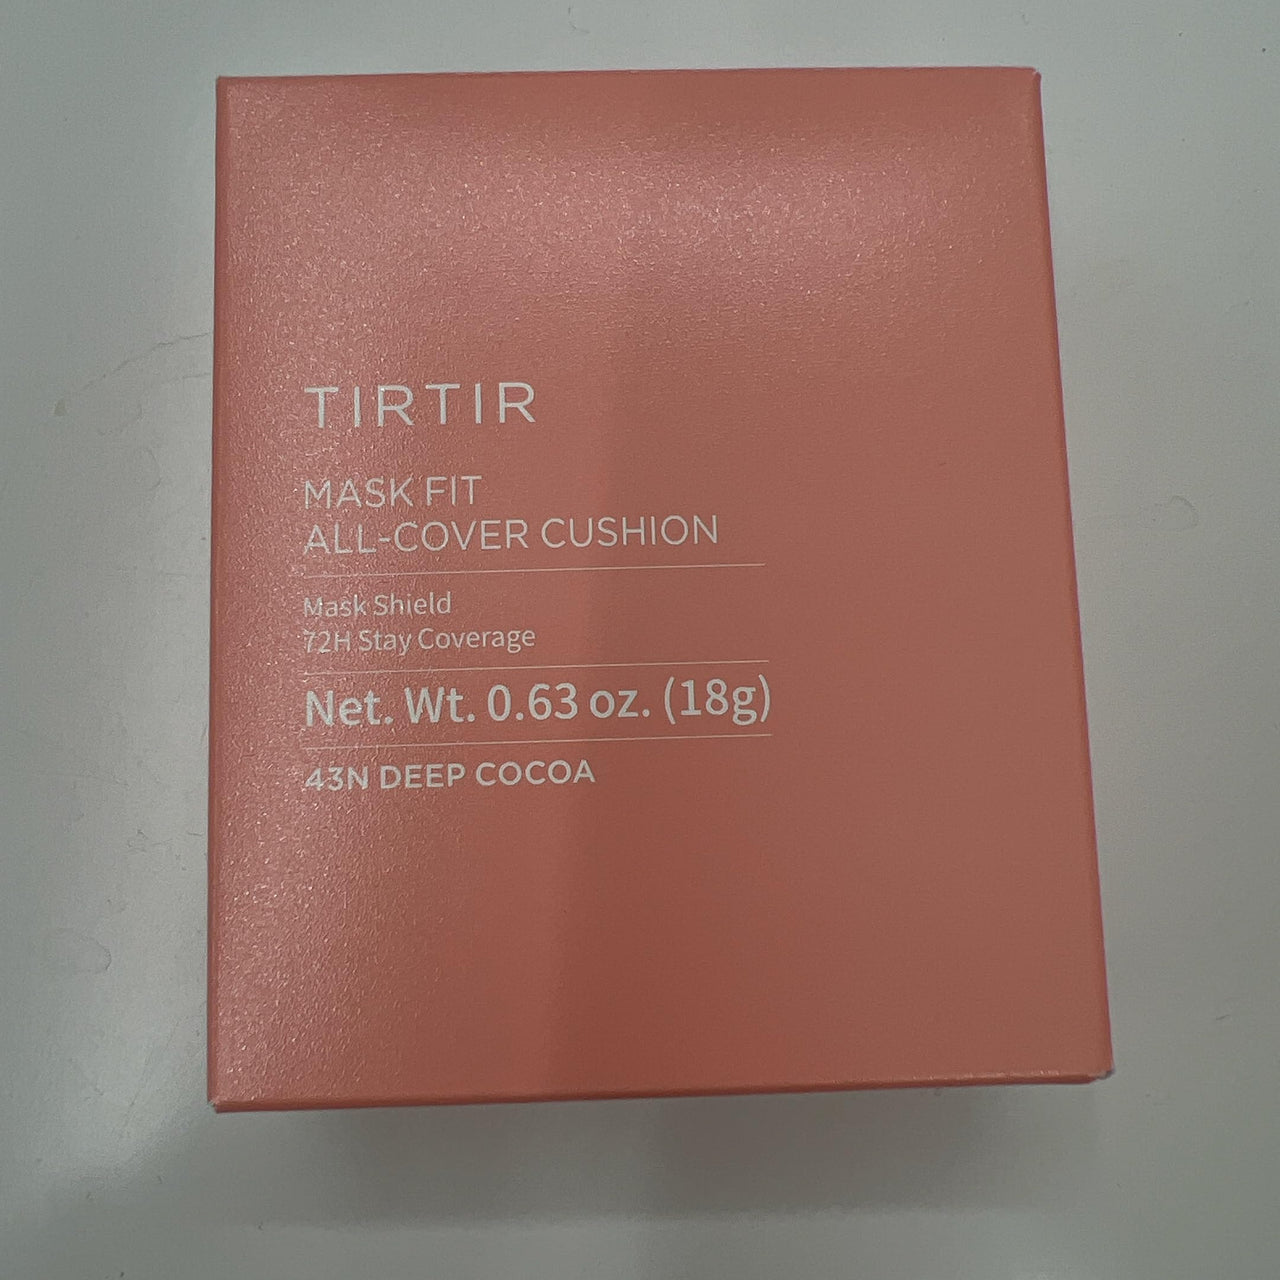 TIRTIR
MASK FIT
ALL-COVER CUSHION
Mask Shield
72H Stay Coverage
Net. Wt. 0.63 oz. (18g)
43N DEEP COCOA